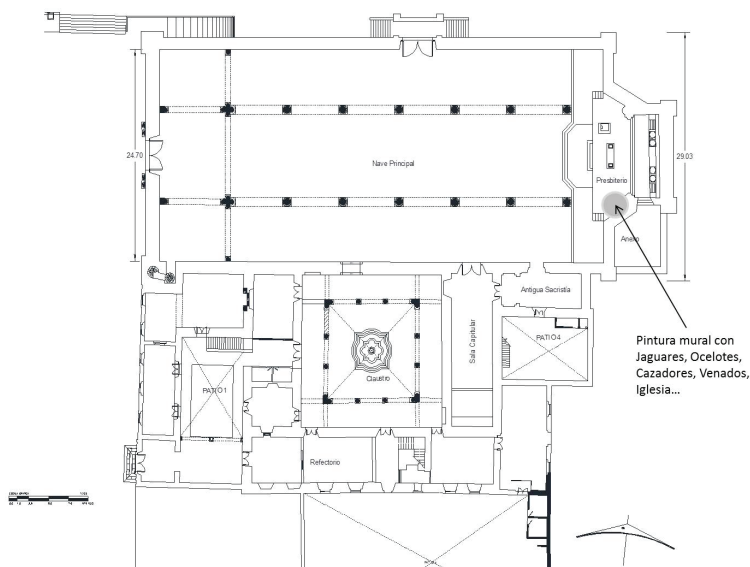 24.70
Nave Principal
29.03
Presbiterio
Anexo
Antigua Sacristía
Sala Capitular
PATIO 4
Claustro
PATIO 1
Refectorio
Pintura mural con
Jaguares, Ocelotes,
Cazadores, Venados,
Iglesia...